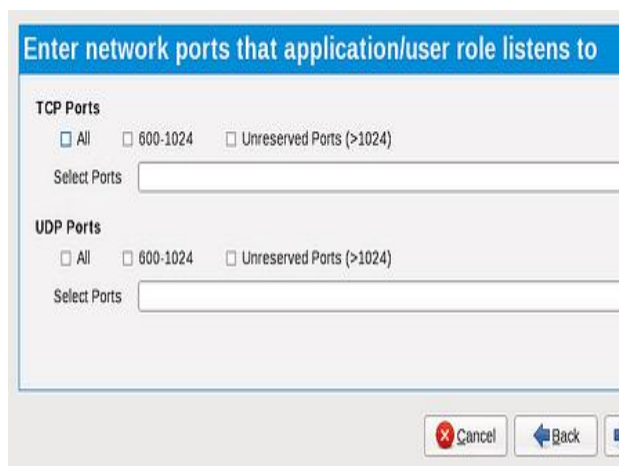 Enter network ports that application/user role listens to
TCP Ports
All 600-1024 Unreserved Ports (>1024)
Select Ports
UDP Ports
All 600-1024 Unreserved Ports (>1024)
Select Ports
Cancel Back